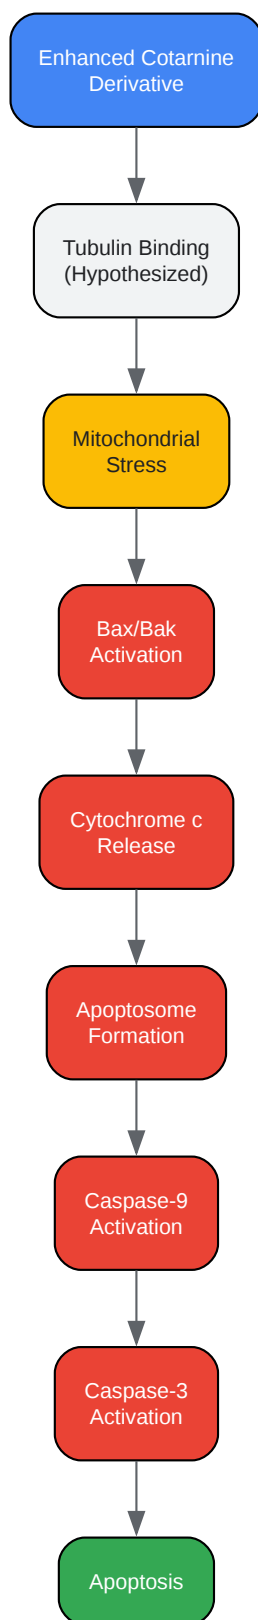 Enhanced Cotarnine
Derivative
Tubulin Binding
(Hypothesized)
Mitochondrial
Stress
Bax/Bak
Activation
Cytochrome c
Release
Apoptosome
Formation
Caspase-9
Activation
Caspase-3
Activation
Apoptosis